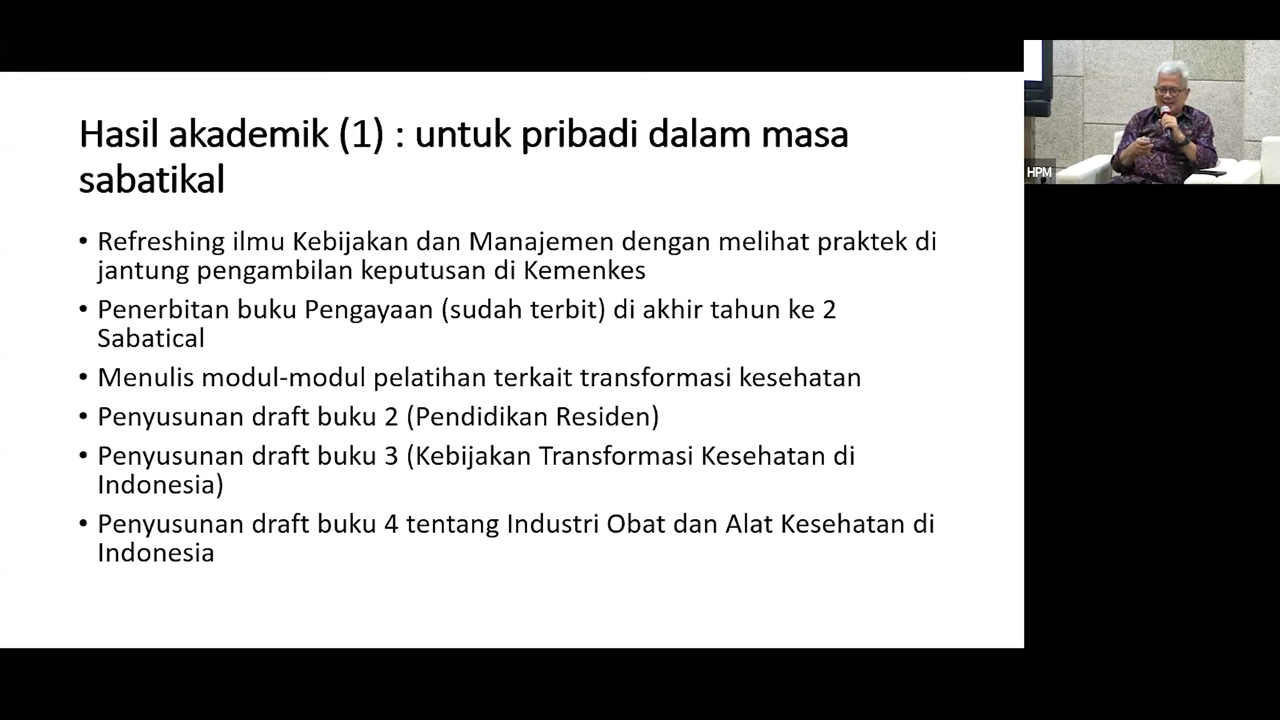 Hasil akademik (1) : untuk pribadi dalam masa
sabatikal
• Refreshing ilmu Kebijakan dan Manajemen dengan melihat praktek di
jantung pengambilan keputusan di Kemenkes
• Penerbitan buku Pengayaan (sudah terbit) di akhir tahun ke 2
Sabatical
• Menulis modul-modul pelatihan terkait transformasi kesehatan
• Penyusunan draft buku 2 (Pendidikan Residen)
• Penyusunan draft buku 3 (Kebijakan Transformasi Kesehatan di
Indonesia)
• Penyusunan draft buku 4 tentang Industri Obat dan Alat Kesehatan di
Indonesia
HPM